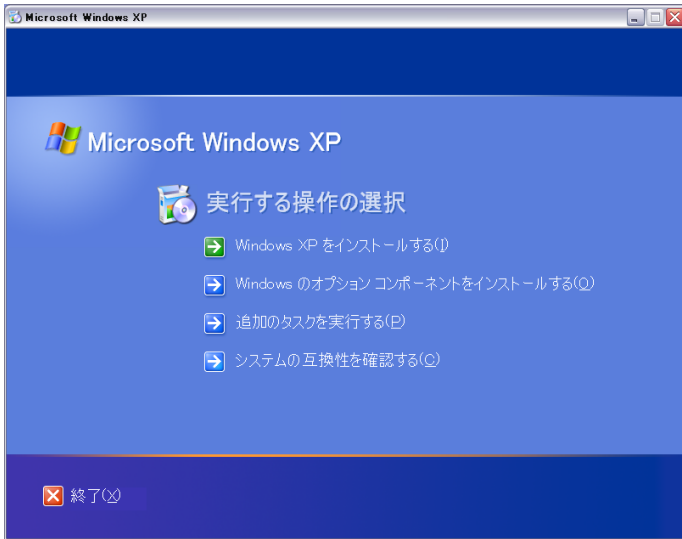 Microsoft Windows XP
Microsoft Windows XP
実行する操作の選択
Windows XP をインストールする(I)
Windows のオプション コンポーネントをインストールする(O)
追加のタスクを実行する(P)
システムの互換性を確認する(C)
終了(X)